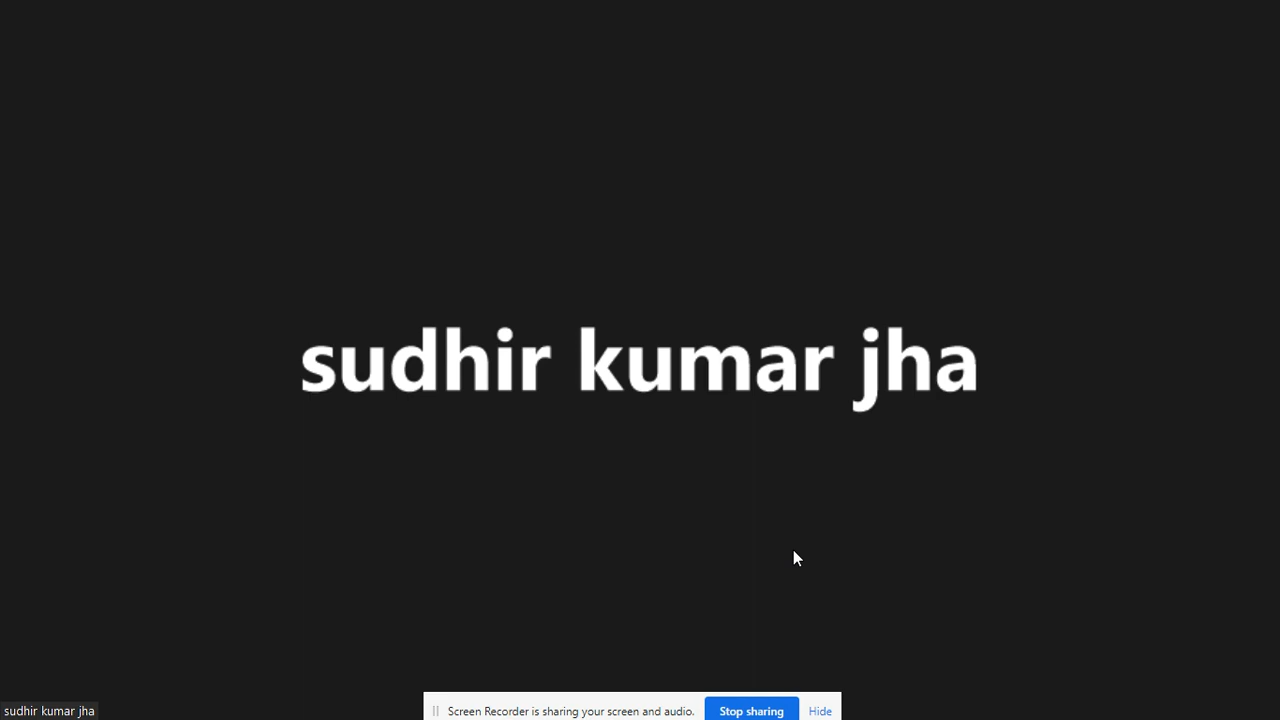 sudhir kumar jha
sudhir kumar jha
Screen Recorder is sharing your screen and audio. Stop sharing Hide